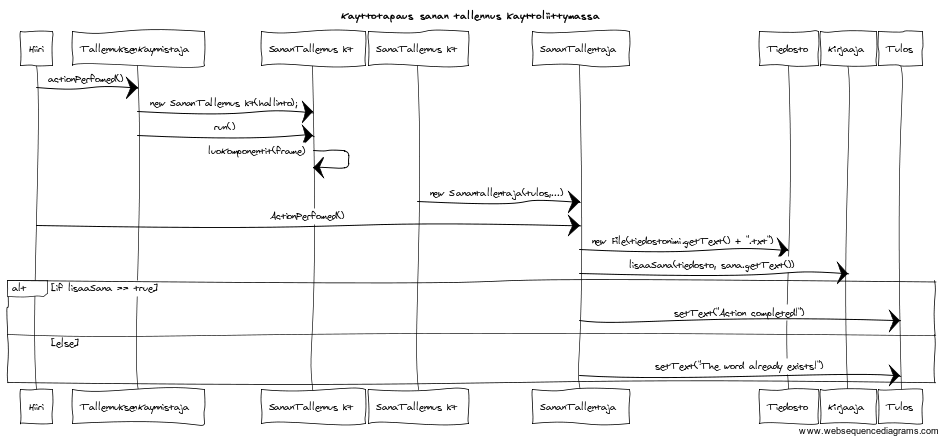 Kayttotapaus sanan tallennus kayttoliittymassa
Hiiri TallennuksenKaynnistaja SananTallennus Kt SanaTallennus Kt SananTallentaja Tiedosto Kirjaaja Tulos
actionPerfomed()
new SananTallennus Kt(hallinto);
run()
luoKomponentit(frame)
new Sanantallentaja(tulos,...)
ActionPerfomed()
new File(tiedostonimi.getText() + ".txt")
lisaaSana(tiedosto, sana.getText())
alt [if lisaaSana == true]
setText("Action completed!")
[else]
setText("The word already exists!")
Hiiri TallennuksenKaynnistaja SananTallennus Kt SanaTallennus Kt SananTallentaja Tiedosto Kirjaaja Tulos
www.websequencediagrams.com